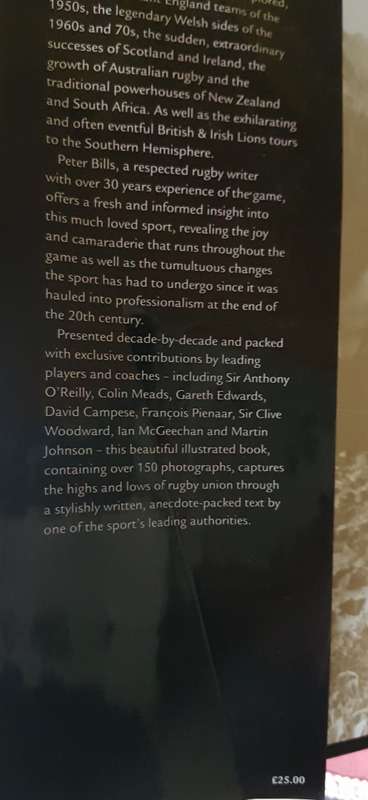 England teams of the
1950s, the legendary Welsh sides of the
1960s and 70s, the sudden, extraordinary
successes of Scotland and Ireland, the
growth of Australian rugby and the
traditional powerhouses of New Zealand
and South Africa. As well as the exhilarating
and often eventful British & Irish Lions tours
to the Southern Hemisphere.
Peter Bills, a respected rugby writer
with over 30 years experience of the game,
offers a fresh and informed insight into
this much loved sport, revealing the joy
and camaraderie that runs throughout the
game as well as the tumultuous changes
the sport has had to undergo since it was
hauled into professionalism at the end of
the 20th century.
Presented decade-by-decade and packed
with exclusive contributions by leading
players and coaches – including Sir Anthony
O'Reilly, Colin Meads, Gareth Edwards,
David Campese, François Pienaar, Sir Clive
Woodward, Ian McGeechan and Martin
Johnson – this beautiful illustrated book,
containing over 150 photographs, captures
the highs and lows of rugby union through
a stylishly written, anecdote-packed text by
one of the sport's leading authorities.
£25.00